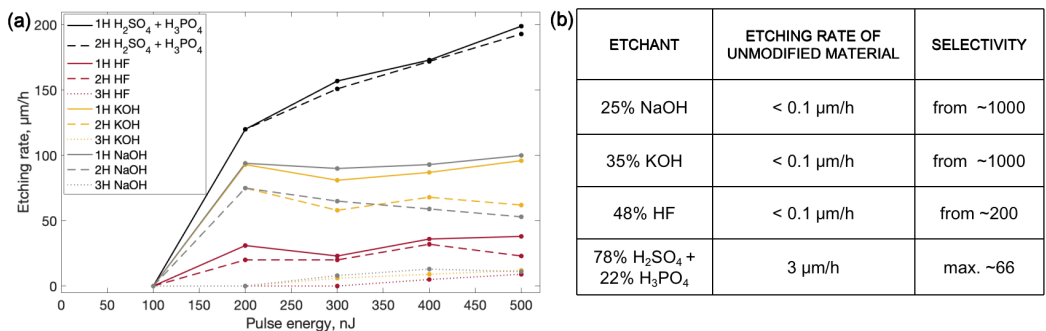 (a)
200
150
100
50
0
Etching rate, µm/h
1H H₂SO₄ + H₃PO₄
2H H₂SO₄ + H₃PO₄
1H HF
2H HF
3H HF
1H KOH
2H KOH
3H KOH
1H NaOH
2H NaOH
3H NaOH
0 50 100 150 200 250 300 350 400 450 500
Pulse energy, nJ
(b)
ETCHANT
ETCHING RATE OF
UNMODIFIED MATERIAL
SELECTIVITY
25% NaOH
< 0.1 µm/h
from ~1000
35% KOH
< 0.1 µm/h
from ~1000
48% HF
< 0.1 µm/h
from ~200
78% H₂SO₄ +
22% H₃PO₄
3 µm/h
max. ~66